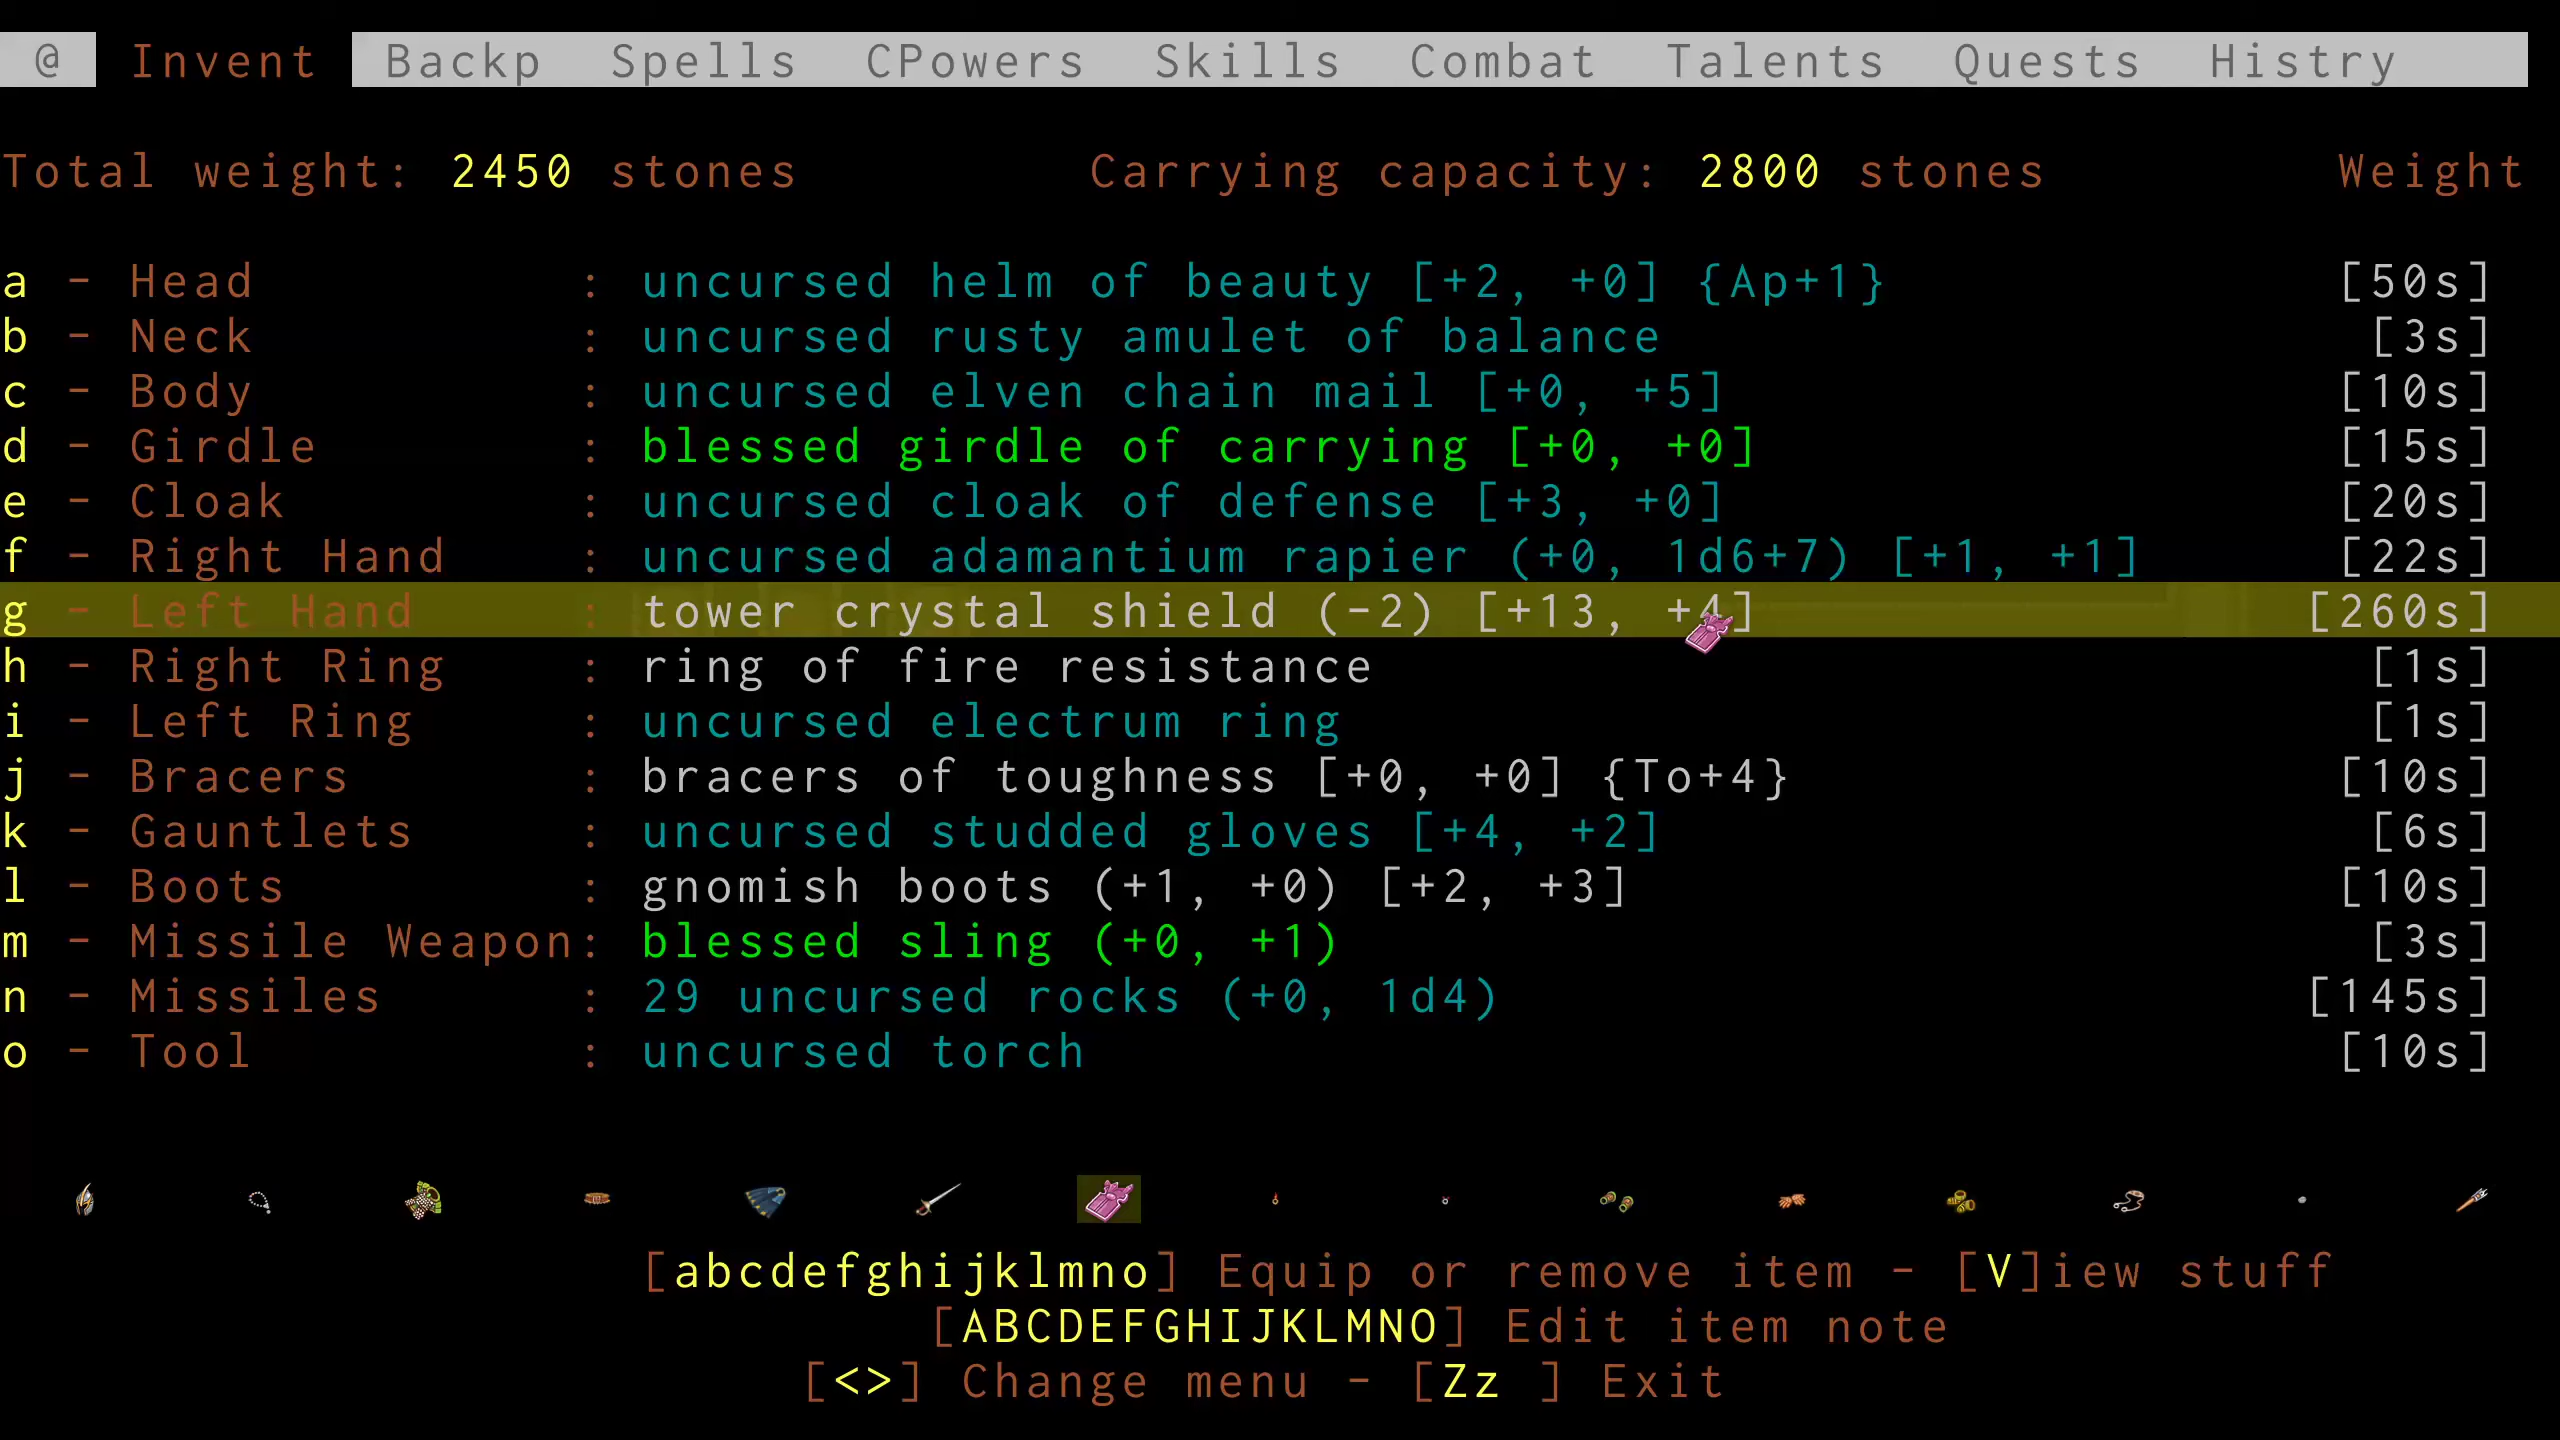 @ Invent Backp Spells CPowers Skills Combat Talents Quests Histry
Total weight: 2450 stones Carrying capacity: 2800 stones Weight
a - Head : uncursed helm of beauty [+2, +0] {Ap+1} [50s]
b - Neck : uncursed rusty amulet of balance [3s]
c - Body : uncursed elven chain mail [+0, +5] [10s]
d - Girdle : blessed girdle of carrying [+0, +0] [15s]
e - Cloak : uncursed cloak of defense [+3, +0] [20s]
f - Right Hand : uncursed adamantium rapier (+0, 1d6+7) [+1, +1] [22s]
g - Left Hand : tower crystal shield (-2) [+13, +4] [260s]
h - Right Ring : ring of fire resistance [1s]
i - Left Ring : uncursed electrum ring [1s]
j - Bracers : bracers of toughness [+0, +0] {To+4} [10s]
k - Gauntlets : uncursed studded gloves [+4, +2] [6s]
l - Boots : gnomish boots (+1, +0) [+2, +3] [10s]
m - Missile Weapon: blessed sling (+0, +1) [3s]
n - Missiles : 29 uncursed rocks (+0, 1d4) [145s]
o - Tool : uncursed torch [10s]
[abcdefghijklmno] Equip or remove item - [V]iew stuff
[ABCDEFGHIJKLMNO] Edit item note
[<>] Change menu - [Zz ] Exit